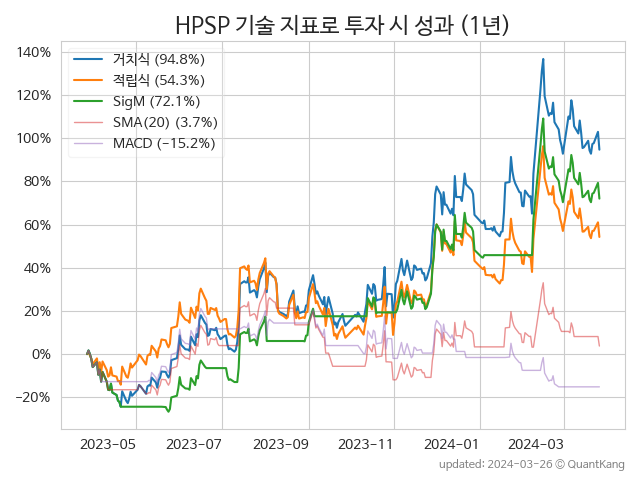 HPSP 기술 지표로 투자 시 성과 (1년)
140%
120%
100%
80%
60%
40%
20%
0%
−20%
거치식 (94.8%)
적립식 (54.3%)
SigM (72.1%)
SMA(20) (3.7%)
MACD (−15.2%)
2023-05 2023-07 2023-09 2023-11 2024-01 2024-03
updated: 2024-03-26 © QuantKang